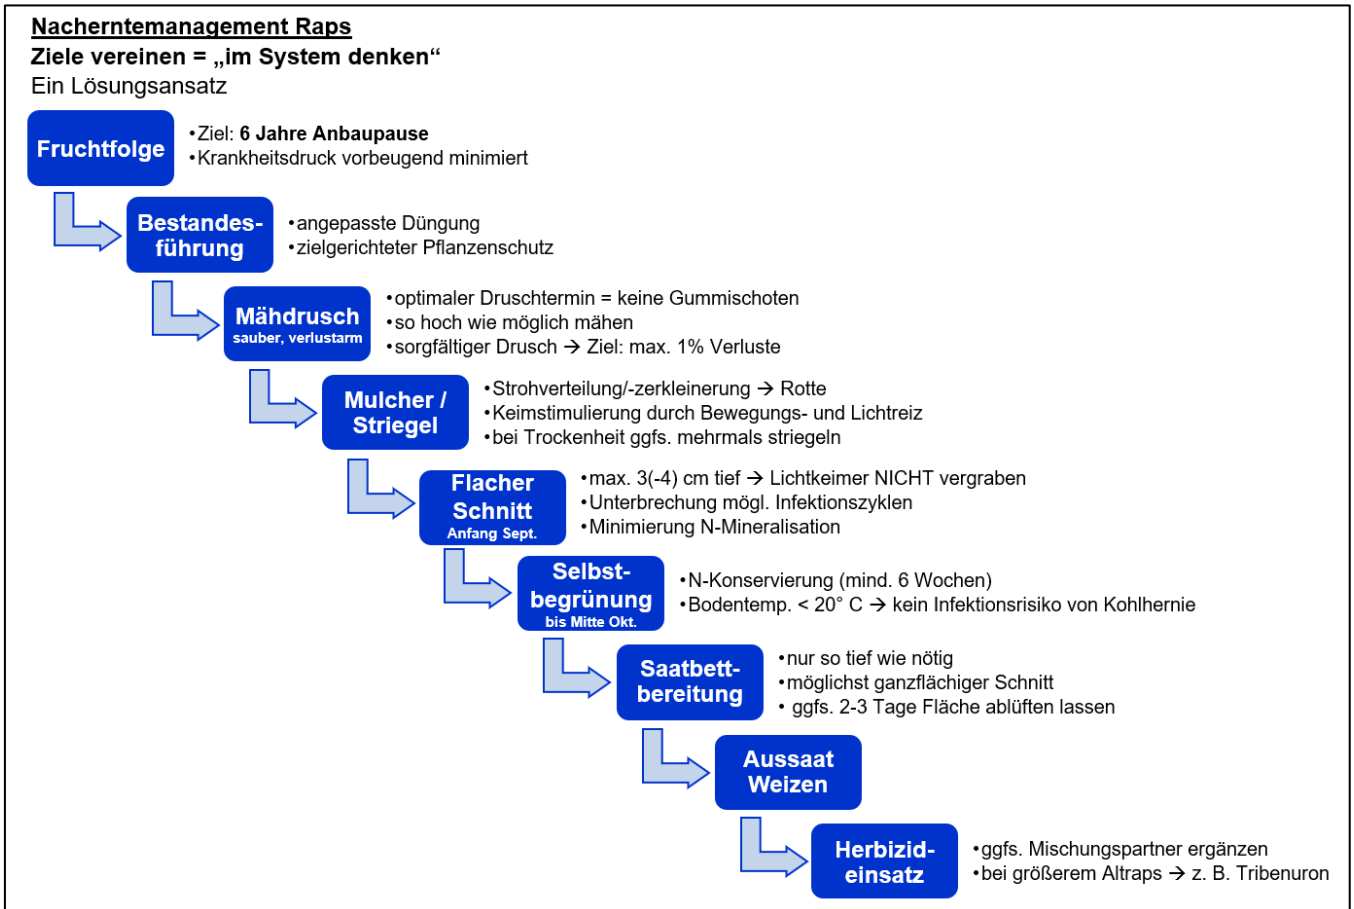 Nacherntemanagement Raps
Ziele vereinen = „im System denken“
Ein Lösungsansatz
Fruchtfolge
•Ziel: 6 Jahre Anbaupause
•Krankheitsdruck vorbeugend minimiert
Bestandes-
führung
•angepasste Düngung
•zielgerichteter Pflanzenschutz
Mähdrusch
sauber, verlustarm
•optimaler Druschtermin = keine Gummischoten
•so hoch wie möglich mähen
•sorgfältiger Drusch → Ziel: max. 1% Verluste
Mulcher /
Striegel
•Strohverteilung/-zerkleinerung → Rotte
•Keimstimulierung durch Bewegungs- und Lichtreiz
•bei Trockenheit ggfs. mehrmals striegeln
Flacher
Schnitt
Anfang Sept.
•max. 3(-4) cm tief → Lichtkeimer NICHT vergraben
•Unterbrechung mögl. Infektionszyklen
•Minimierung N-Mineralisation
Selbst-
begrünung
bis Mitte Okt.
•N-Konservierung (mind. 6 Wochen)
•Bodentemp. < 20° C → kein Infektionsrisiko von Kohlhernie
Saatbett-
bereitung
•nur so tief wie nötig
•möglichst ganzflächiger Schnitt
• ggfs. 2-3 Tage Fläche ablüften lassen
Aussaat
Weizen
Herbizid-
einsatz
•ggfs. Mischungspartner ergänzen
•bei größerem Altraps → z. B. Tribenuron